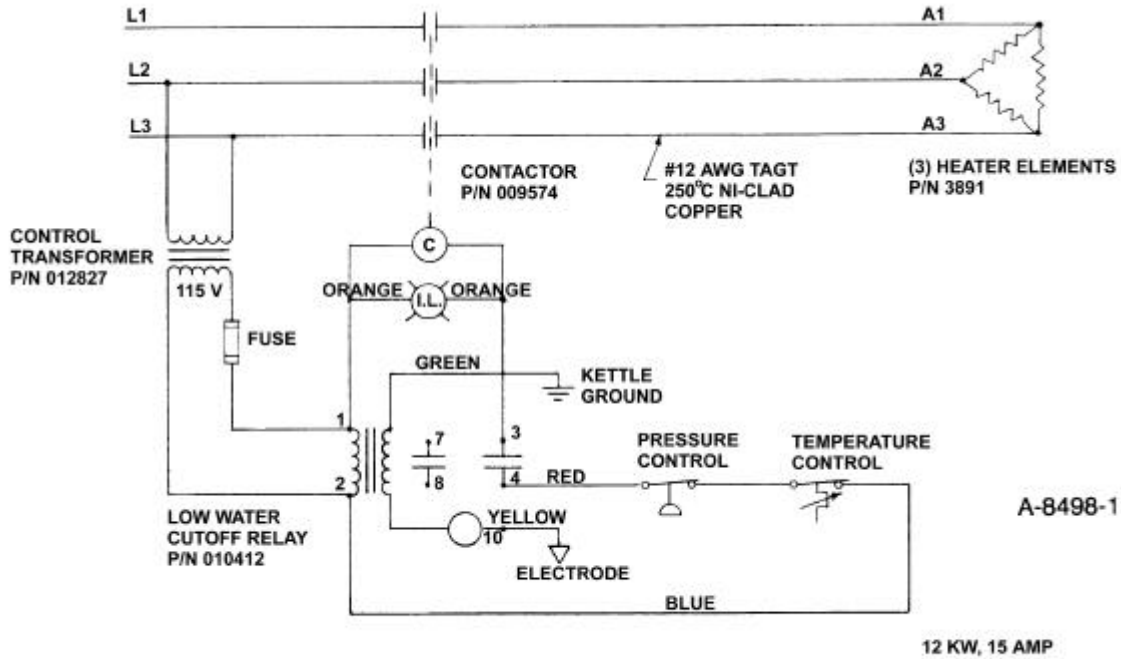 L1
A1
L2
A2
L3
A3
CONTACTOR
P/N 009574
#12 AWG TAGT
250°C NI-CLAD
COPPER
(3) HEATER ELEMENTS
P/N 3891
CONTROL
TRANSFORMER
P/N 012827
115 V
C
ORANGE
I.L.
ORANGE
FUSE
GREEN
KETTLE
GROUND
1
7
3
PRESSURE
CONTROL
TEMPERATURE
CONTROL
2
8
4
RED
A-8498-1
LOW WATER
CUTOFF RELAY
P/N 010412
YELLOW
10
ELECTRODE
BLUE
12 KW, 15 AMP